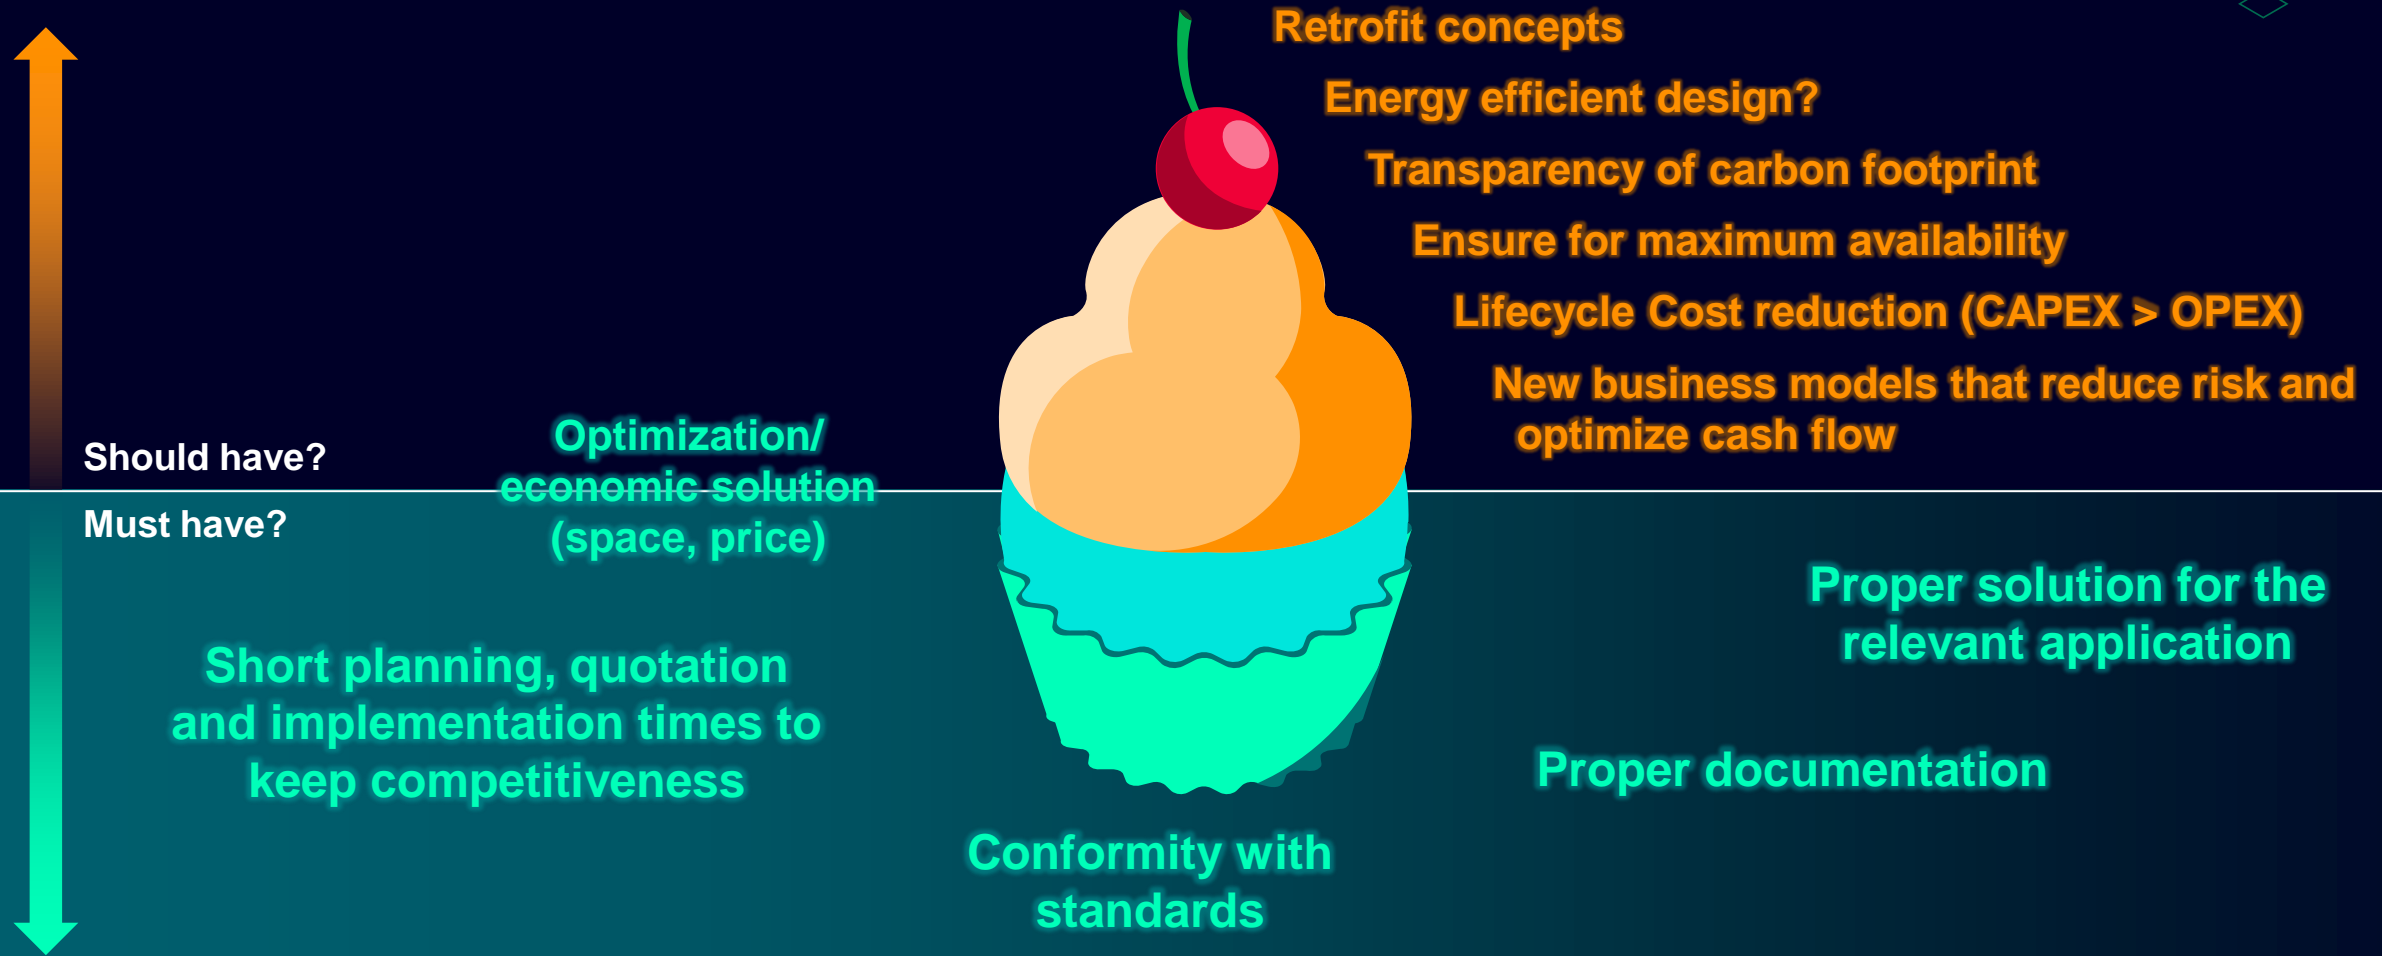 Retrofit concepts
Energy efficient design?
Transparency of carbon footprint
Ensure for maximum availability
Lifecycle Cost reduction (CAPEX > OPEX)
New business models that reduce risk and
optimize cash flow
Should have?
Must have?
Optimization/
economic solution
(space, price)
Short planning, quotation
and implementation times to
keep competitiveness
Proper solution for the
relevant application
Proper documentation
Conformity with
standards